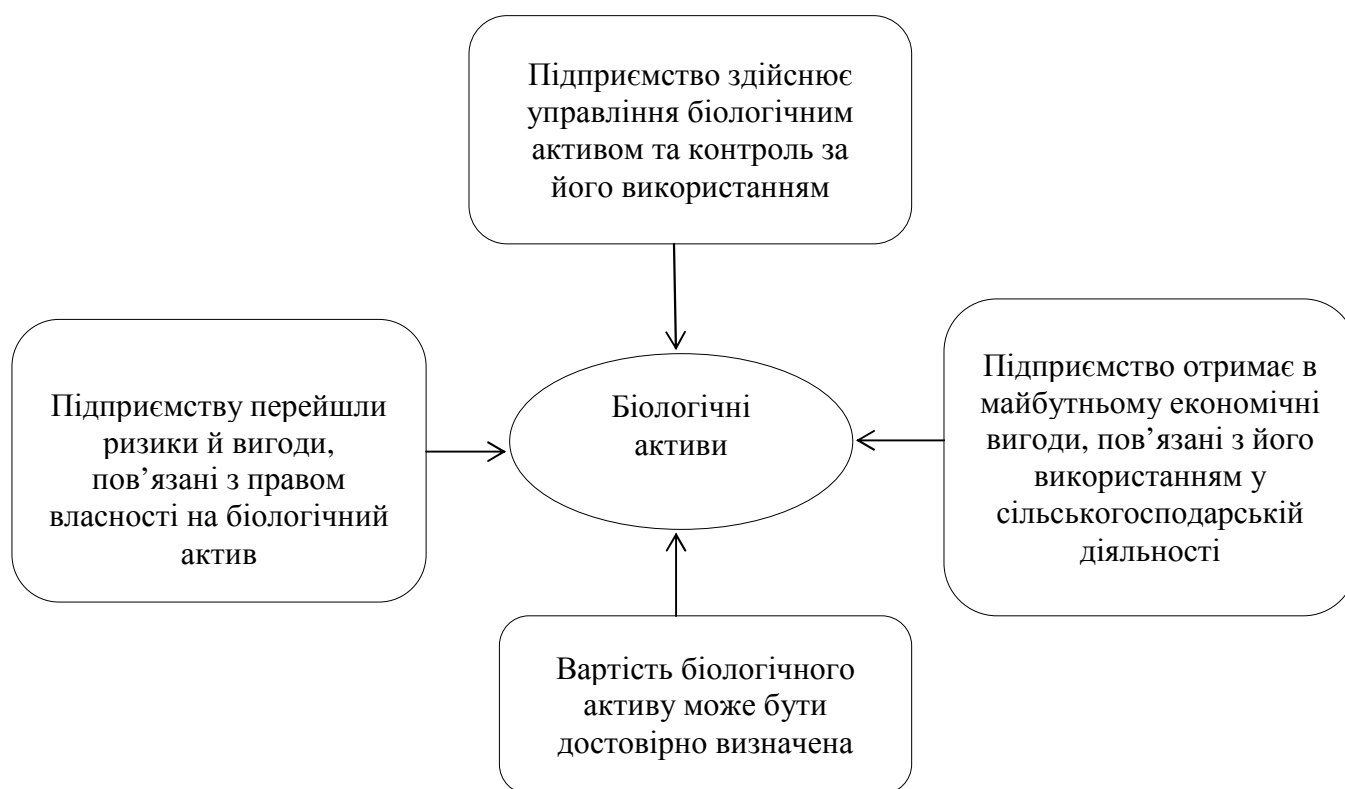 Підприємство здійснює
управління біологічним
активом та контроль за
його використанням
Підприємству перейшли
ризики й вигоди,
пов’язані з правом
власності на біологічний
актив
Біологічні
активи
Підприємство отримає в
майбутньому економічні
вигоди, пов’язані з його
використанням у
сільськогосподарській
діяльності
Вартість біологічного
активу може бути
достовірно визначена